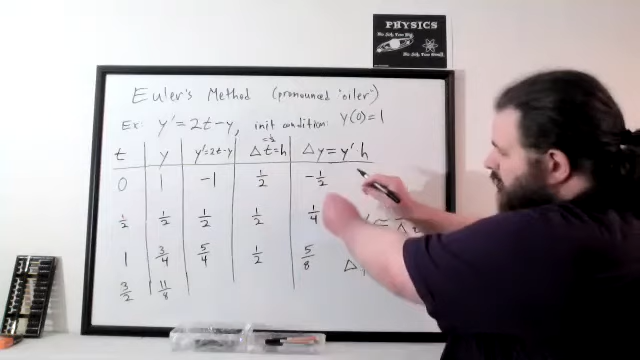 PHYSICS
Euler's Method (pronounced 'oiler')
Ex: y' = 2t - y, init condition: y(0) = 1
t y y' = 2t - y Δt = h Δy = y' h
0 1 -1 1/2 -1/2
1/2 1/2 1/2 1/2 1/4
1 3/4 5/4 1/2 5/8
3/2 11/8